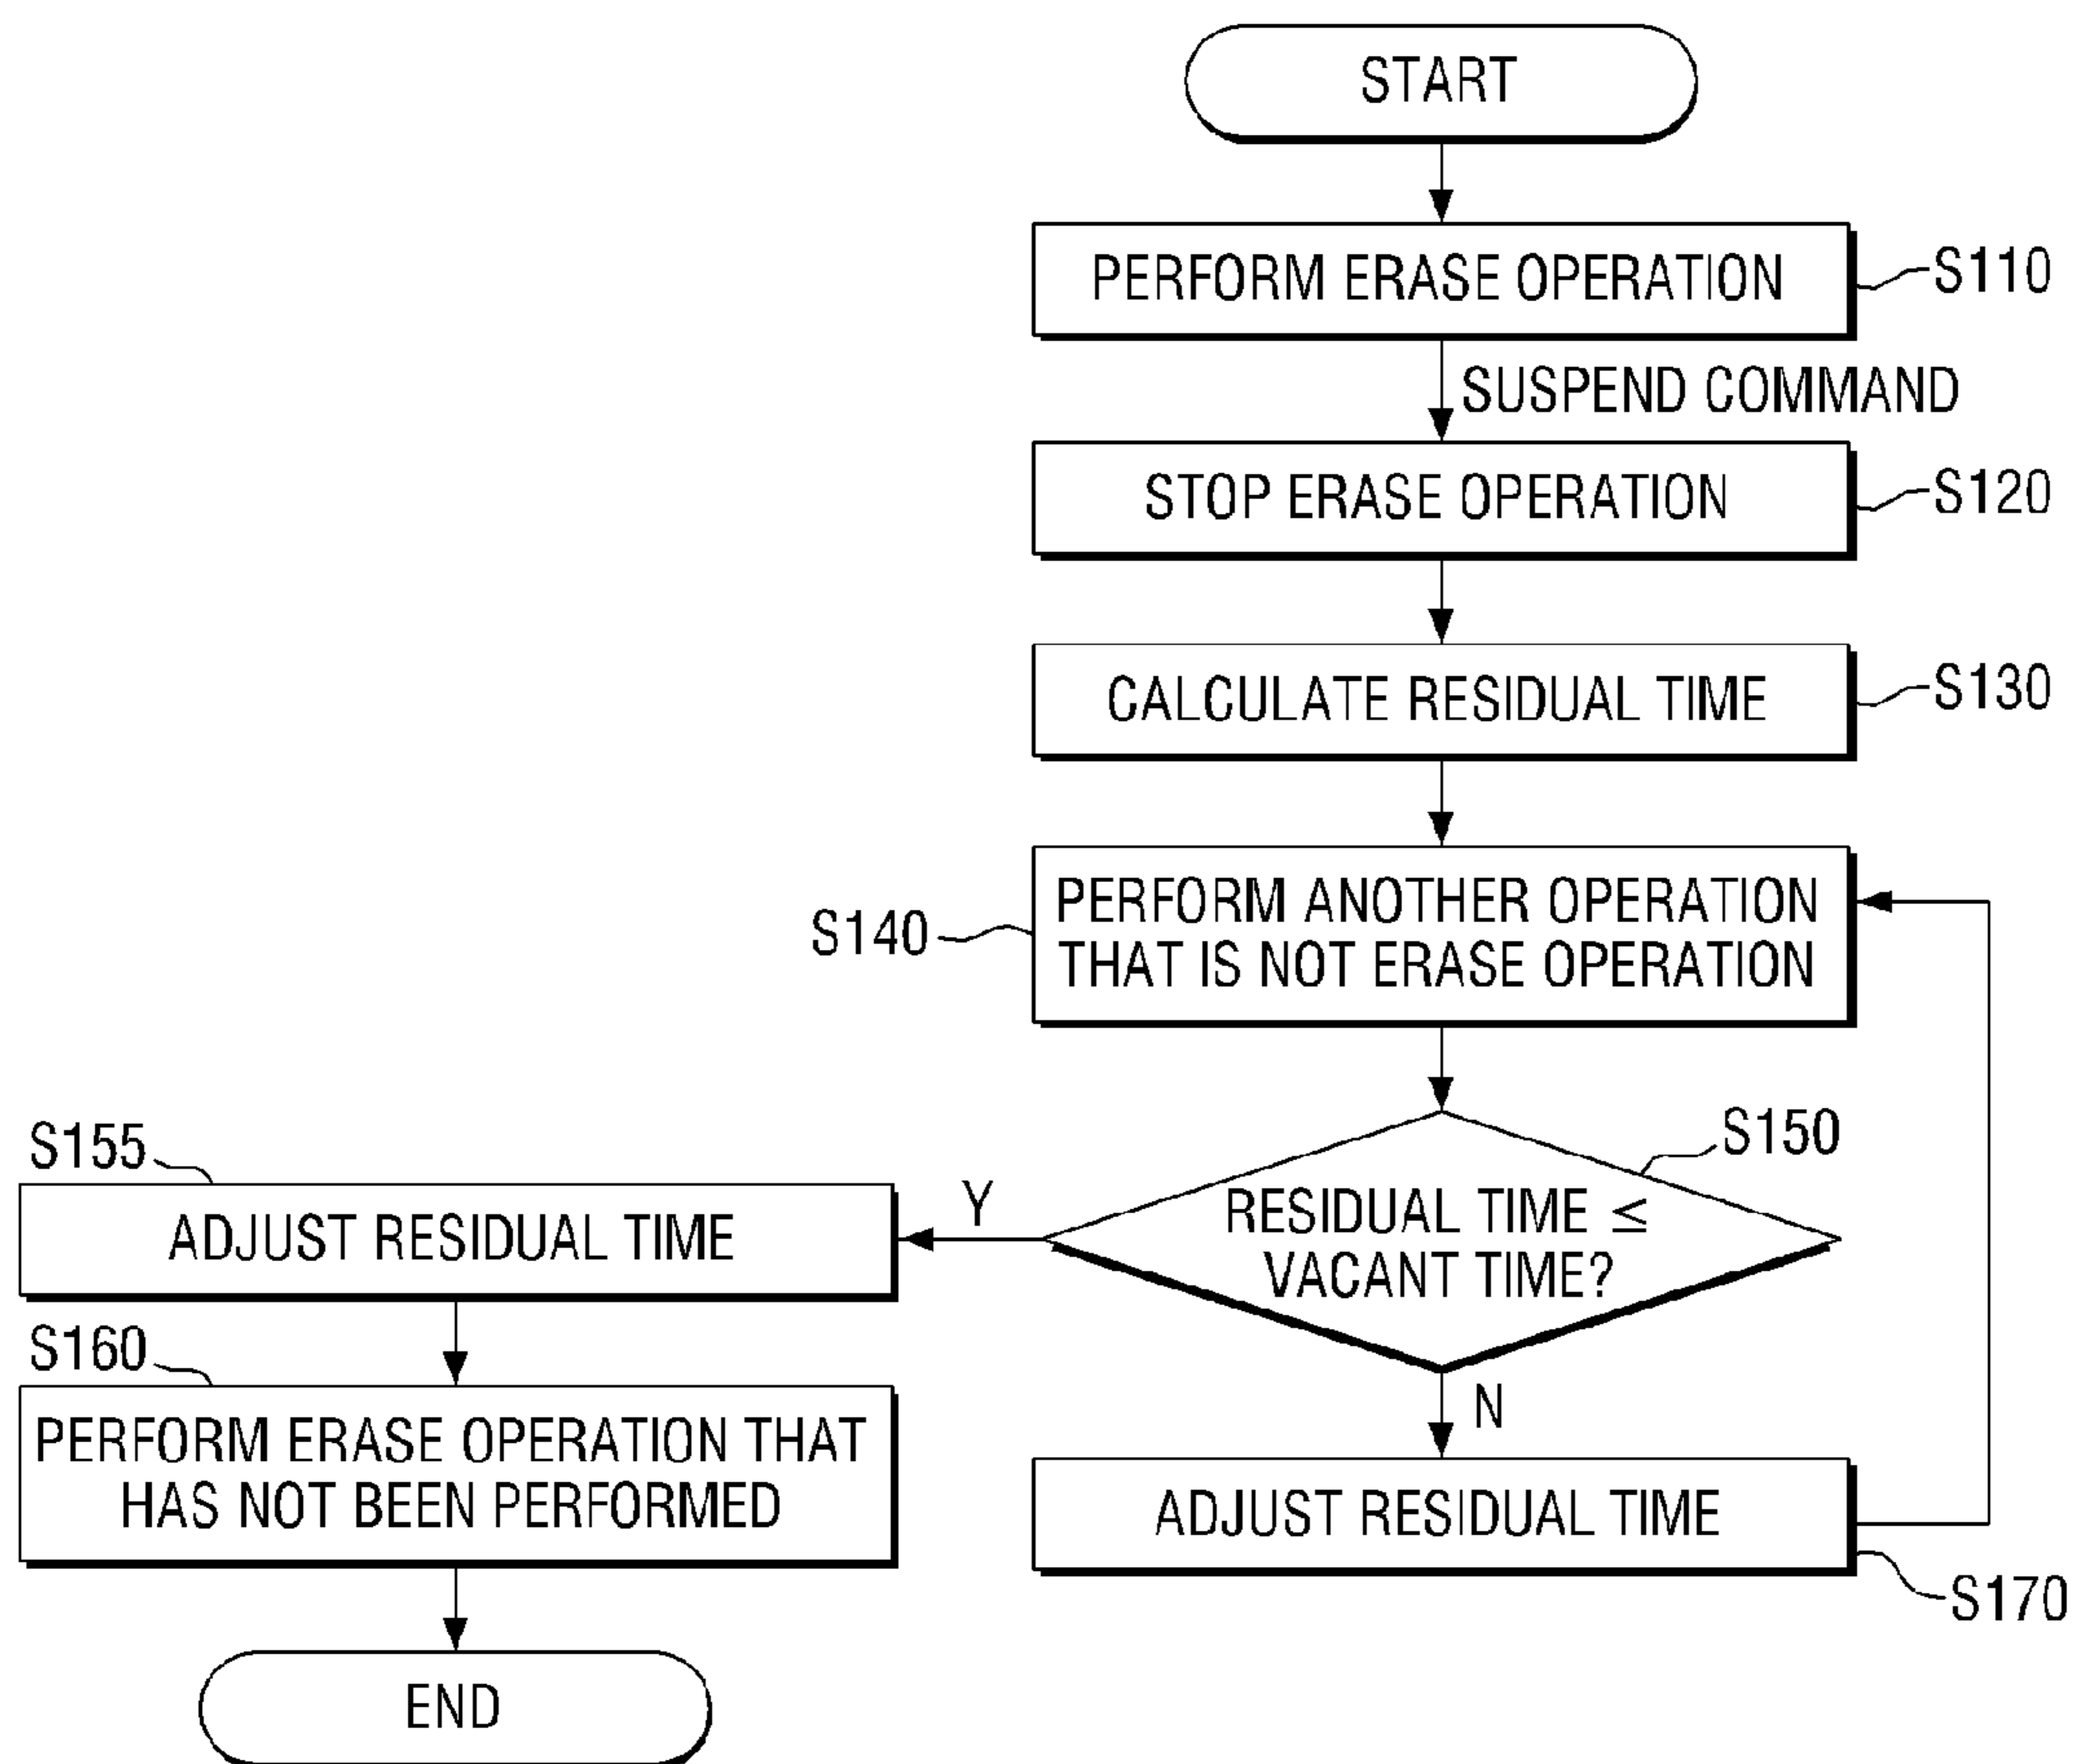 START
PERFORM ERASE OPERATION
S110
SUSPEND COMMAND
STOP ERASE OPERATION
S120
CALCULATE RESIDUAL TIME
S130
PERFORM ANOTHER OPERATION
THAT IS NOT ERASE OPERATION
S140
S150
RESIDUAL TIME ≤
VACANT TIME?
Y
S155
ADJUST RESIDUAL TIME
S160
PERFORM ERASE OPERATION THAT
HAS NOT BEEN PERFORMED
N
ADJUST RESIDUAL TIME
S170
END